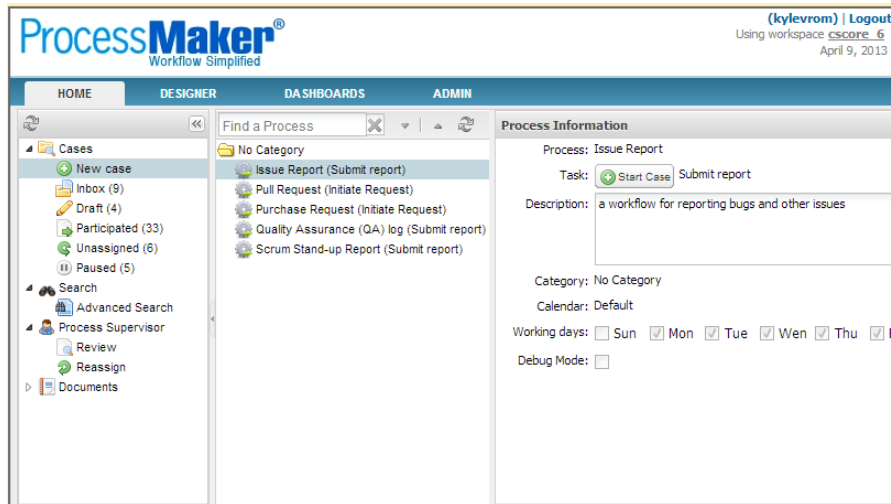 ProcessMaker®
Workflow Simplified
(kylevrom) | Logout
Using workspace cscore_6
April 9, 2013
HOME DESIGNER DASHBOARDS ADMIN
Cases
New case
Inbox (9)
Draft (4)
Participated (33)
Unassigned (6)
Paused (5)
Search
Advanced Search
Process Supervisor
Review
Reassign
Documents
Find a Process
No Category
Issue Report (Submit report)
Pull Request (Initiate Request)
Purchase Request (Initiate Request)
Quality Assurance (QA) log (Submit report)
Scrum Stand-up Report (Submit report)
Process Information
Process: Issue Report
Task: Start Case Submit report
Description: a workflow for reporting bugs and other issues
Category: No Category
Calendar: Default
Working days: Sun Mon Tue Wen Thu
Debug Mode: